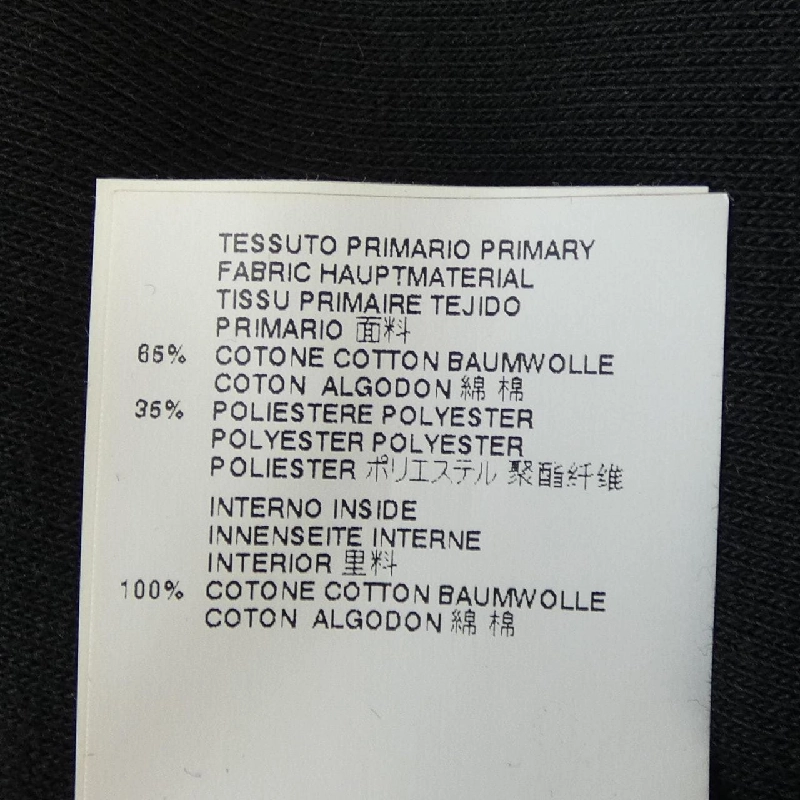 TESSUTO PRIMARIO PRIMARY
FABRIC HAUPTMATERIAL
TISSU PRIMAIRE TEJIDO
PRIMARIO 面料
65% COTONE COTTON BAUMWOLLE
COTON ALGODON 綿 棉
35% POLIESTERE POLYESTER
POLYESTER POLYESTER
POLIESTER ポリエステル 聚酯纤维
INTERNO INSIDE
INNENSEITE INTERNE
INTERIOR 里料
100% COTONE COTTON BAUMWOLLE
COTON ALGODON 綿 棉